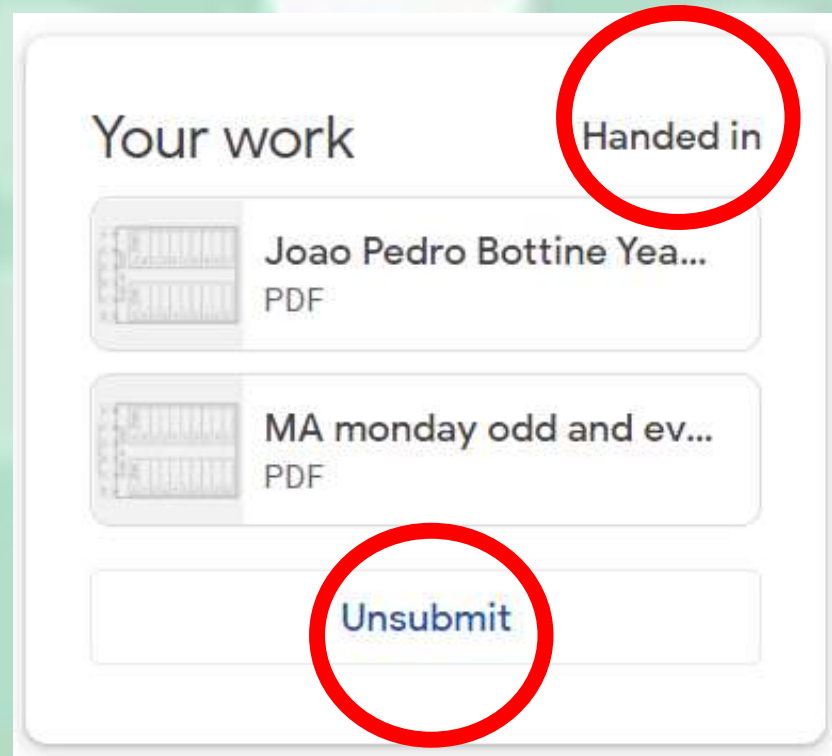 Your work
Handed in
Joao Pedro Bottine Yea...
PDF
MA monday odd and ev...
PDF
Unsubmit